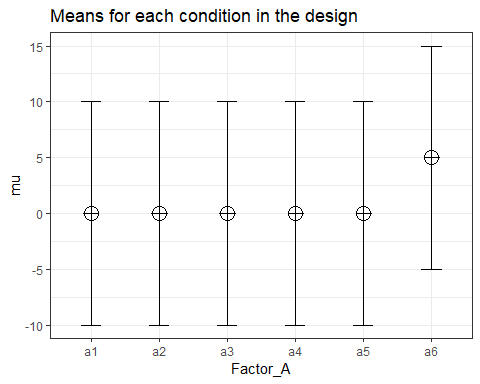 Means for each condition in the design
mu
15
10
5
0
-5
-10
a1 a2 a3 a4 a5 a6
Factor_A